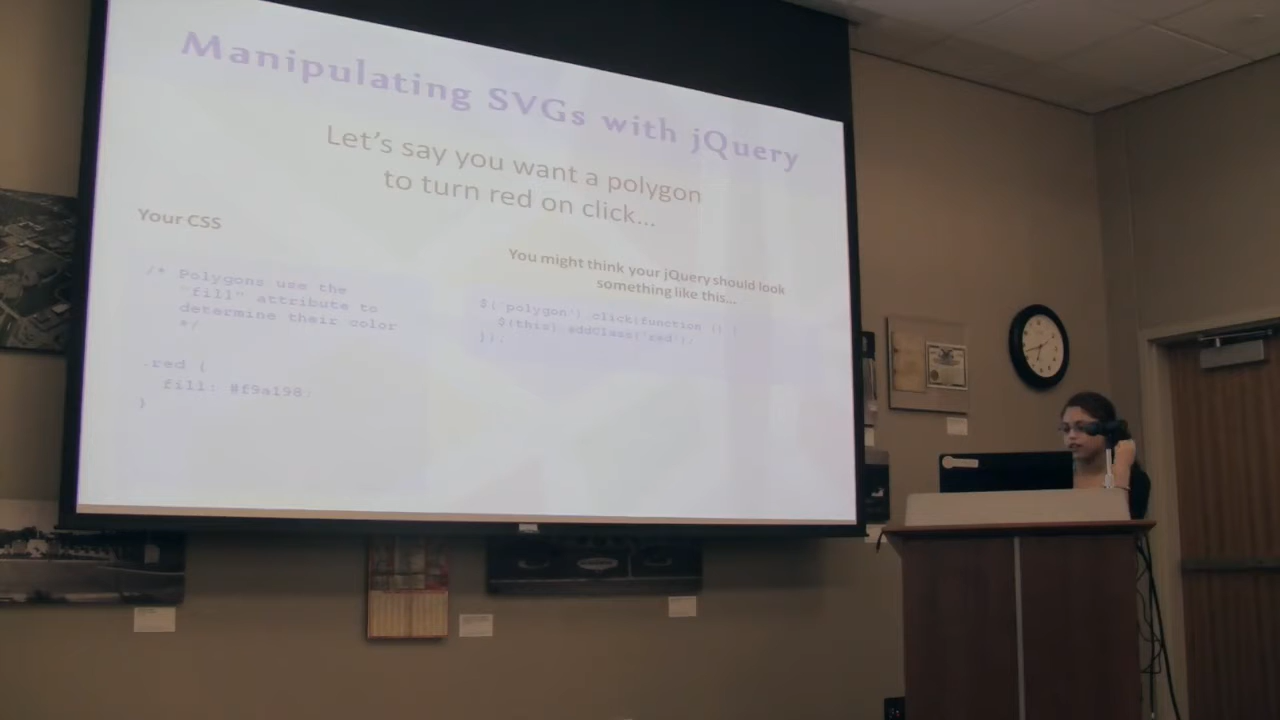 Manipulating SVGs with jQuery
Let's say you want a polygon
to turn red on click...
Your CSS
/* Polygons use the
"fill" attribute to
determine their color
*/
.red {
fill: #f9a198;
}
You might think your jQuery should look
something like this...
$('polygon').click(function () {
$(this).addClass('red');
});